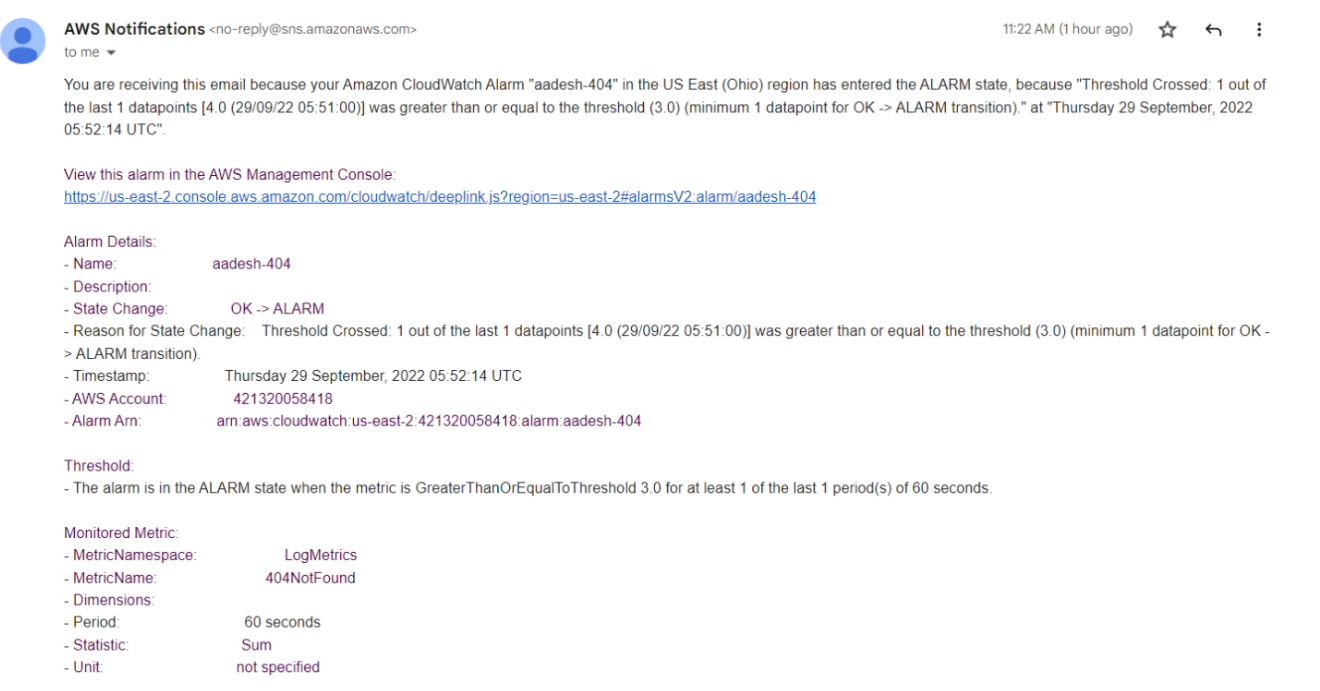 AWS Notifications <no-reply@sns.amazonaws.com> 11:22 AM (1 hour ago)
to me
You are receiving this email because your Amazon CloudWatch Alarm "aadesh-404" in the US East (Ohio) region has entered the ALARM state, because "Threshold Crossed: 1 out of
the last 1 datapoints [4.0 (29/09/22 05:51:00)] was greater than or equal to the threshold (3.0) (minimum 1 datapoint for OK -> ALARM transition)." at "Thursday 29 September, 2022
05:52:14 UTC".
View this alarm in the AWS Management Console:
https://us-east-2.console.aws.amazon.com/cloudwatch/deeplink.js?region=us-east-2#alarmsV2:alarm/aadesh-404
Alarm Details:
- Name: aadesh-404
- Description:
- State Change: OK -> ALARM
- Reason for State Change: Threshold Crossed: 1 out of the last 1 datapoints [4.0 (29/09/22 05:51:00)] was greater than or equal to the threshold (3.0) (minimum 1 datapoint for OK -
> ALARM transition).
- Timestamp: Thursday 29 September, 2022 05:52:14 UTC
- AWS Account: 421320058418
- Alarm Arn: arn:aws:cloudwatch:us-east-2:421320058418:alarm:aadesh-404
Threshold:
- The alarm is in the ALARM state when the metric is GreaterThanOrEqualToThreshold 3.0 for at least 1 of the last 1 period(s) of 60 seconds.
Monitored Metric:
- MetricNamespace: LogMetrics
- MetricName: 404NotFound
- Dimensions:
- Period: 60 seconds
- Statistic: Sum
- Unit: not specified